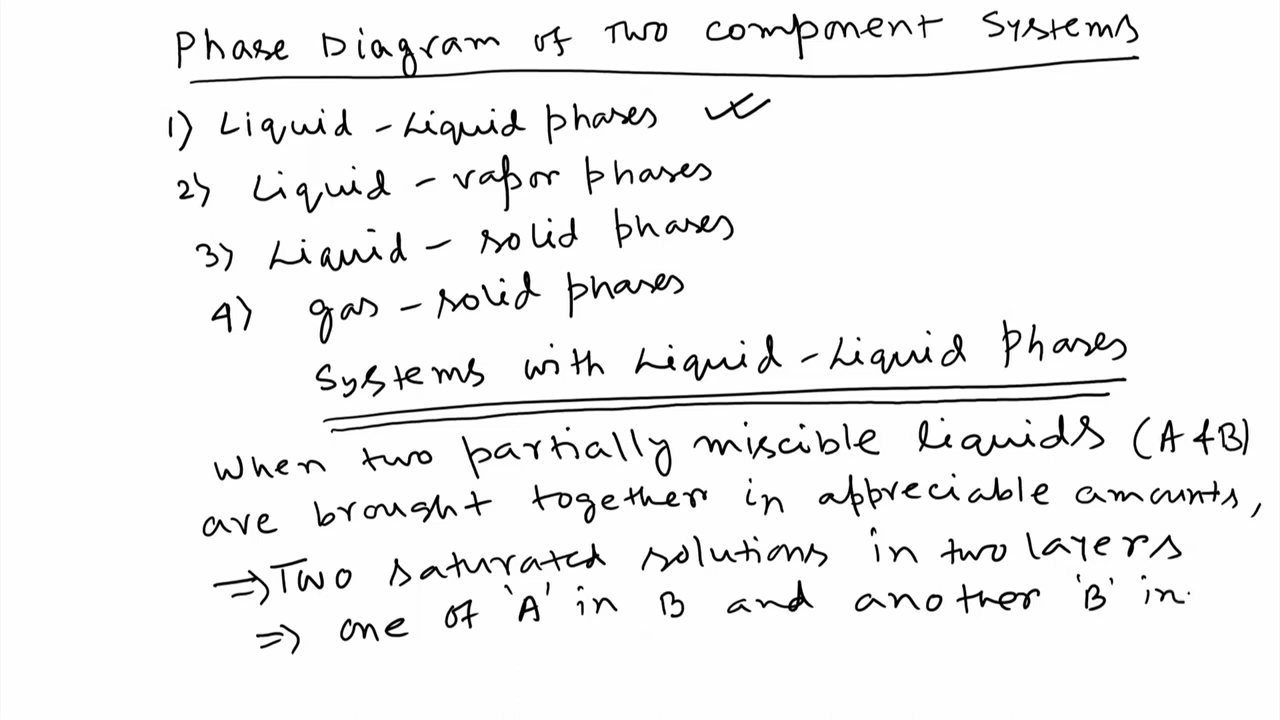 Phase Diagram of Two component Systems
1) Liquid - Liquid phases
2) Liquid - vapor phases
3) Liquid - solid phases
4) gas - solid phases
Systems with Liquid - Liquid phases
When two partially miscible liquids (A & B)
are brought together in appreciable amounts,
⇒ Two saturated solutions in two layers
⇒ one of 'A' in B and another 'B' in